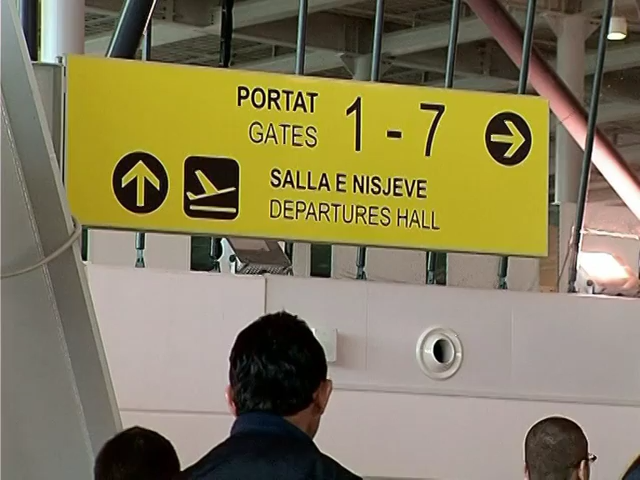 PORTAT
GATES
1 - 7
SALLA E NISJEVE
DEPARTURES HALL